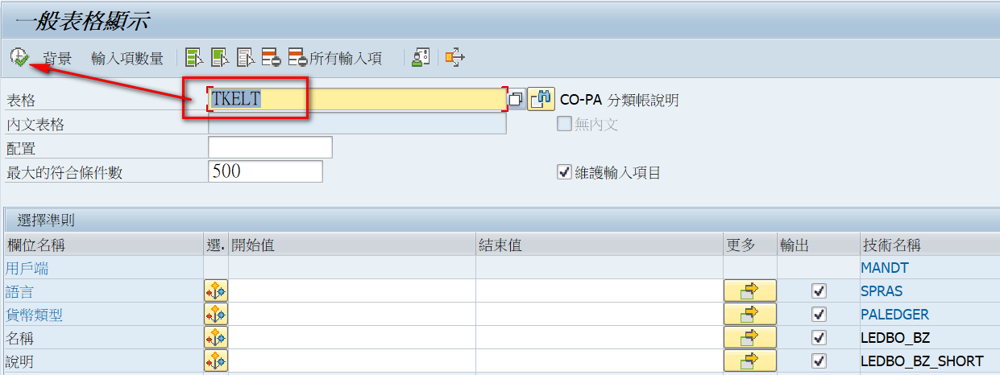 一般表格顯示
背景 輸入項數量 所有輸入項
表格 TKELT CO-PA 分類帳說明
內文表格 無內文
配置
最大的符合條件數 500 維護輸入項目
選擇準則
欄位名稱 選. 開始值 結束值 更多 輸出 技術名稱
用戶端 MANDT
語言 SPRAS
貨幣類型 PALEDGER
名稱 LEDBO_BZ
說明 LEDBO_BZ_SHORT